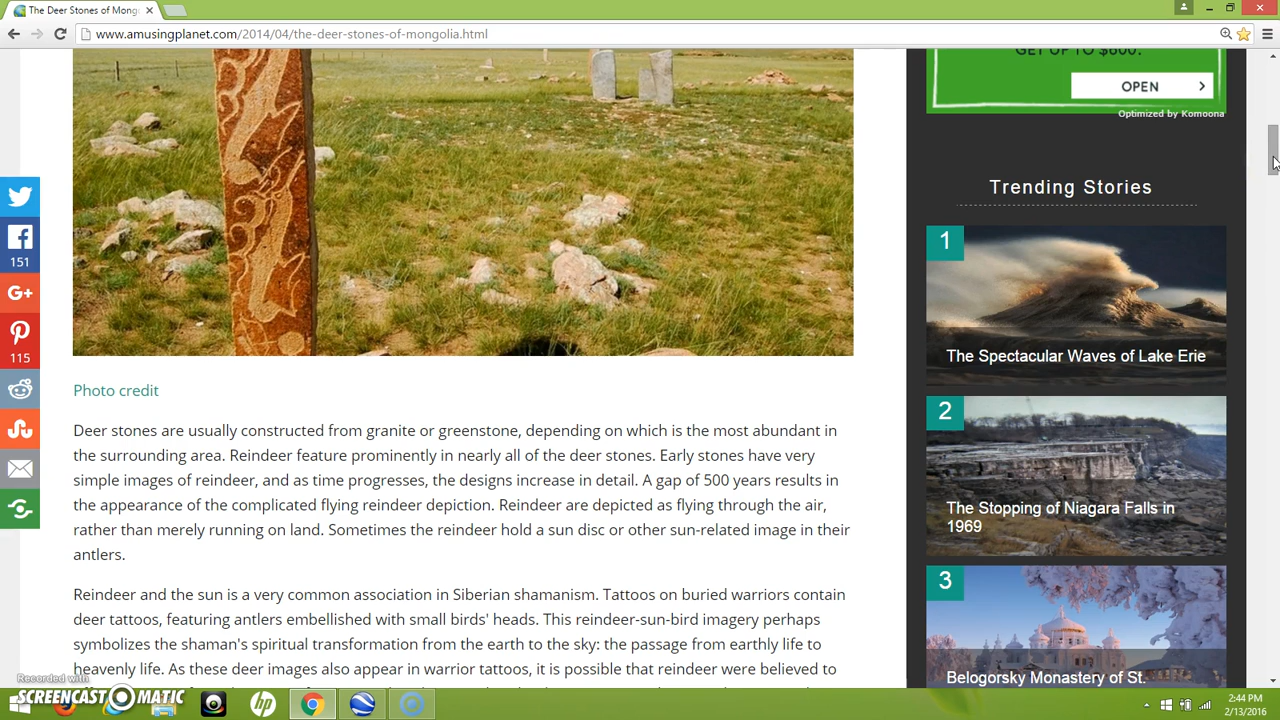 The Deer Stones of Mong
www.amusingplanet.com/2014/04/the-deer-stones-of-mongolia.html
GET UP TO $600.
OPEN
Optimized by Komoona
Trending Stories
1
The Spectacular Waves of Lake Erie
2
The Stopping of Niagara Falls in
1969
3
Belogorsky Monastery of St.
151
G+
115
Photo credit
Deer stones are usually constructed from granite or greenstone, depending on which is the most abundant in
the surrounding area. Reindeer feature prominently in nearly all of the deer stones. Early stones have very
simple images of reindeer, and as time progresses, the designs increase in detail. A gap of 500 years results in
the appearance of the complicated flying reindeer depiction. Reindeer are depicted as flying through the air,
rather than merely running on land. Sometimes the reindeer hold a sun disc or other sun-related image in their
antlers.
Reindeer and the sun is a very common association in Siberian shamanism. Tattoos on buried warriors contain
deer tattoos, featuring antlers embellished with small birds' heads. This reindeer-sun-bird imagery perhaps
symbolizes the shaman's spiritual transformation from the earth to the sky: the passage from earthly life to
heavenly life. As these deer images also appear in warrior tattoos, it is possible that reindeer were believed to
Recorded with
SCREENCAST MATIC
hp
2:44 PM
2/13/2016